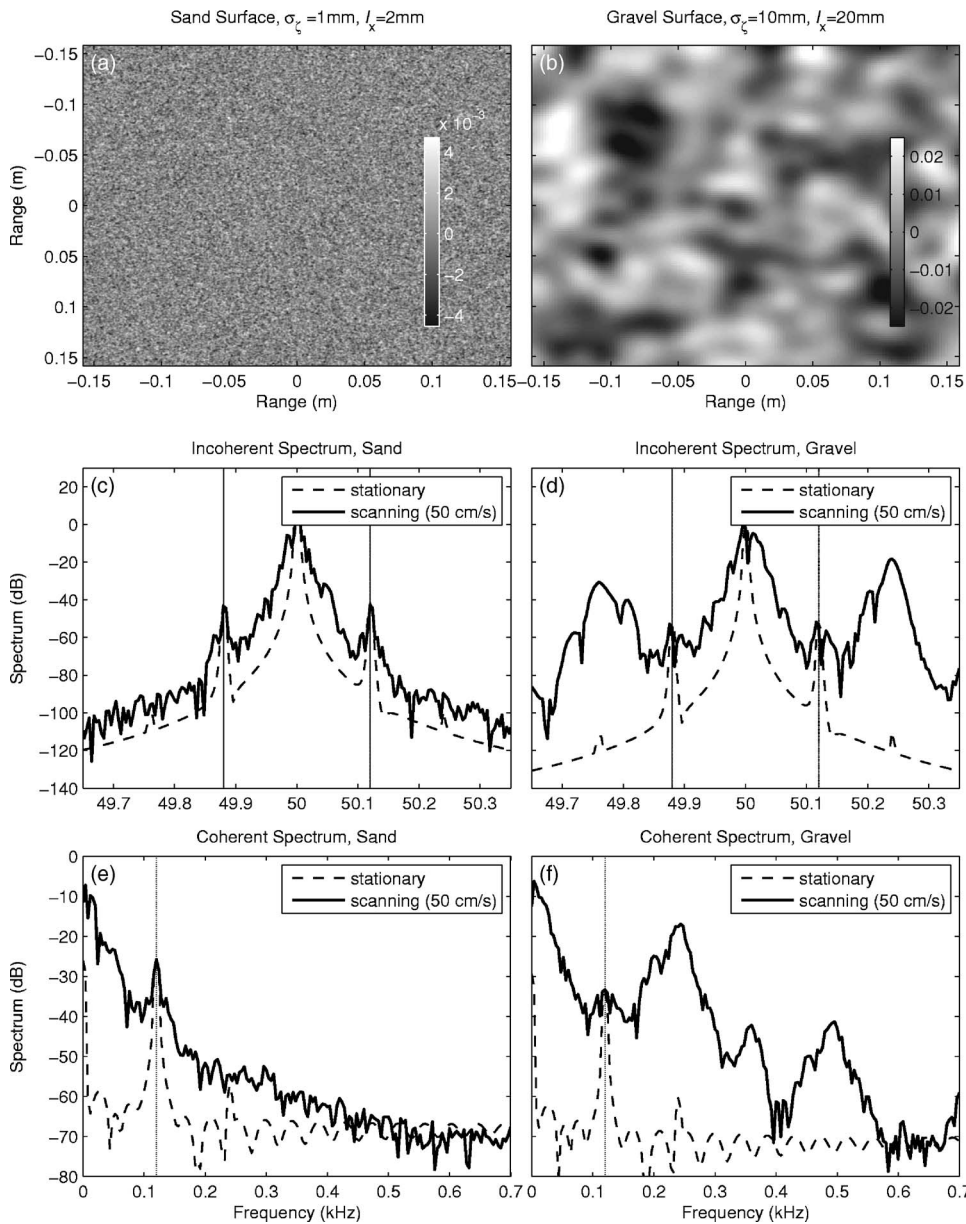 Sand Surface, σζ =1mm, lx=2mm
(a)
−0.15
−0.1
−0.05
0
0.05
0.1
0.15
Range (m)
x 10−3
4
2
0
−2
−4
−0.15 −0.1 −0.05 0 0.05 0.1 0.15
Range (m)
Gravel Surface, σζ=10mm, lx=20mm
(b)
0.02
0.01
0
−0.01
−0.02
−0.15 −0.1 −0.05 0 0.05 0.1 0.15
Range (m)
Incoherent Spectrum, Sand
(c)
stationary
scanning (50 cm/s)
20
0
−20
−40
−60
−80
−100
−120
−140
Spectrum (dB)
49.7 49.8 49.9 50 50.1 50.2 50.3
Incoherent Spectrum, Gravel
(d)
stationary
scanning (50 cm/s)
49.7 49.8 49.9 50 50.1 50.2 50.3
Coherent Spectrum, Sand
(e)
stationary
scanning (50 cm/s)
0
−10
−20
−30
−40
−50
−60
−70
−80
Spectrum (dB)
0 0.1 0.2 0.3 0.4 0.5 0.6 0.7
Frequency (kHz)
Coherent Spectrum, Gravel
(f)
stationary
scanning (50 cm/s)
0 0.1 0.2 0.3 0.4 0.5 0.6 0.7
Frequency (kHz)